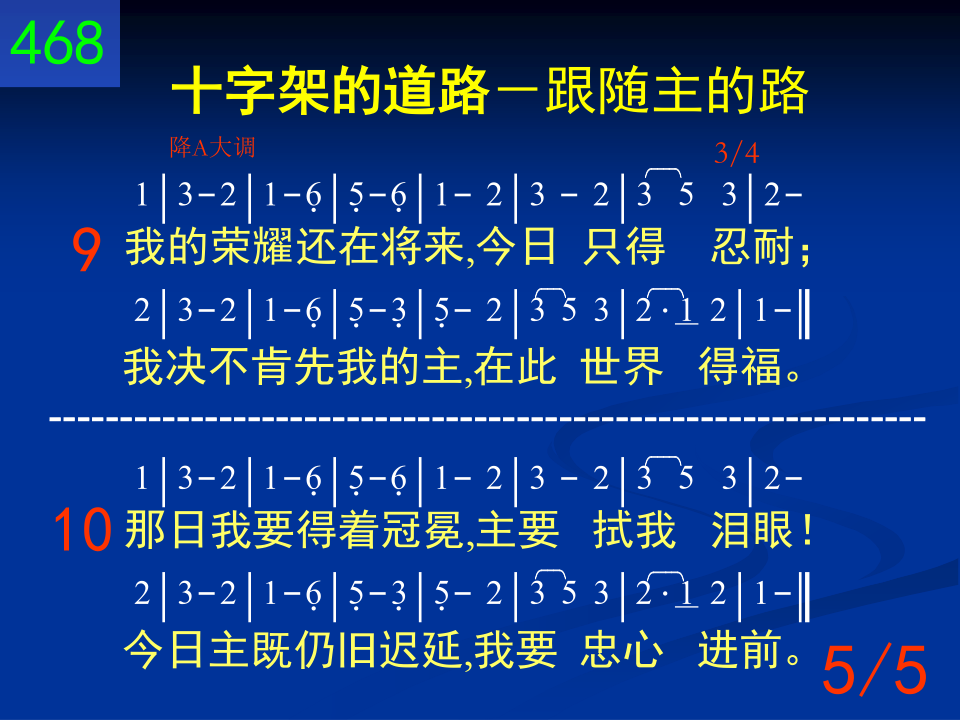 468
十字架的道路－跟随主的路
降A大调 3/4
1|3-2|1-6̣|5̣-6̣|1- 2|3 - 2|3 5 3|2-
9 我的荣耀还在将来,今日 只得 忍耐；
2|3-2|1-6̣|5̣-3̣|5̣- 2|3 5 3|2·1̲ 2|1-‖
我决不肯先我的主,在此 世界 得福。
--------------------------------------------------------------
1|3-2|1-6̣|5̣-6̣|1- 2|3 - 2|3 5 3|2-
10 那日我要得着冠冕,主要 拭我 泪眼！
2|3-2|1-6̣|5̣-3̣|5̣- 2|3 5 3|2·1̲ 2|1-‖
今日主既仍旧迟延,我要 忠心 进前。
5/5